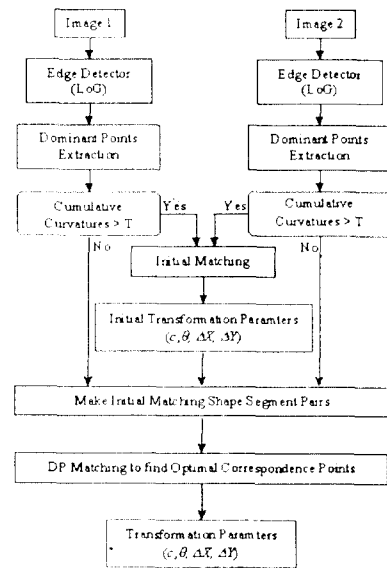 Image 1
Image 2
Edge Detector
(LoG)
Edge Detector
(LoG)
Dominant Points
Extraction
Dominant Points
Extraction
Cumulative
Curvatures > T
Yes
Yes
Cumulative
Curvatures > T
No
No
Initial Matching
Initial Transformation Paramters
(c, θ, ΔX, ΔY)
Make Initial Matching Shape Segment Pairs
DP Matching to find Optimal Correspondence Points
Transformation Paramters
(c, θ, ΔX, ΔY)